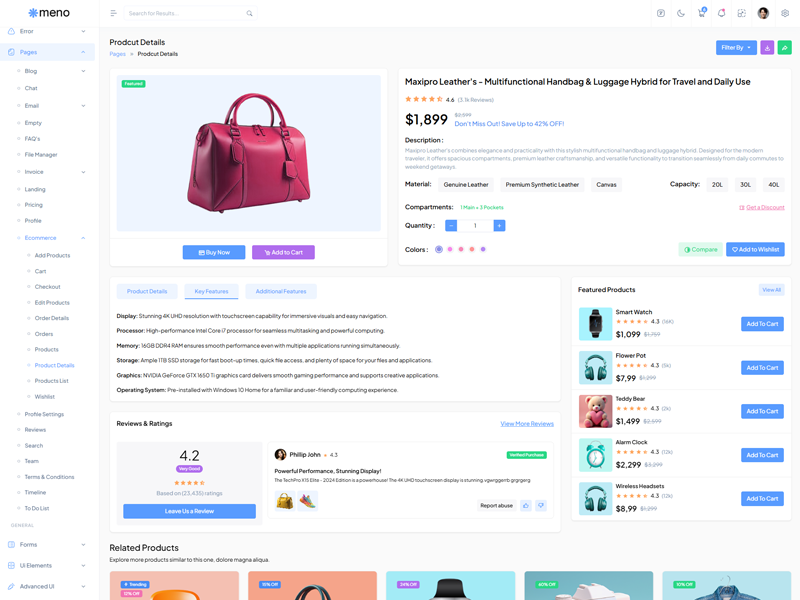 meno
Search for Results...
4
Error
Pages
Blog
Chat
Email
Empty
FAQ's
File Manager
Invoice
Landing
Pricing
Profile
Ecommerce
Add Products
Cart
Checkout
Edit Products
Order Details
Orders
Products
Product Details
Products List
Wishlist
Profile Settings
Reviews
Search
Team
Terms & Conditions
Timeline
To Do List
GENERAL
Forms
Ui Elements
Advanced UI
Prodcut Details
Pages » Prodcut Details
Filter By
Featured
Buy Now
Add to Cart
Maxipro Leather's - Multifunctional Handbag & Luggage Hybrid for Travel and Daily Use
4.6 (3.1k Reviews)
$1,899 $2,599
Don't Miss Out! Save Up to 42% OFF!
Description :
Maxipro Leather's combines elegance and practicality with this stylish multifunctional handbag and luggage hybrid. Designed for the modern
traveler, it offers spacious compartments, premium leather craftsmanship, and versatile functionality to transition seamlessly from daily commutes to
weekend getaways.
Material: Genuine Leather Premium Synthetic Leather Canvas Capacity: 20L 30L 40L
Compartments: 1 Main + 3 Pockets Get a Discount
Quantity : - 1 +
Colors : Compare Add to Wishlist
Product Details Key Features Additional Features
Display: Stunning 4K UHD resolution with touchscreen capability for immersive visuals and easy navigation.
Processor: High-performance Intel Core i7 processor for seamless multitasking and powerful computing.
Memory: 16GB DDR4 RAM ensures smooth performance even with multiple applications running simultaneously.
Storage: Ample 1TB SSD storage for fast boot-up times, quick file access, and plenty of space for your files and applications.
Graphics: NVIDIA GeForce GTX 1650 Ti graphics card delivers smooth gaming performance and supports creative applications.
Operating System: Pre-installed with Windows 10 Home for a familiar and user-friendly computing experience.
Reviews & Ratings View More Reviews
4.2
Very Good
Based on (23,435) ratings
Leave Us a Review
Phillip John 4.3 Verified Purchase
Powerful Performance, Stunning Display!
The TechPro X15 Elite - 2024 Edition is a powerhouse! The 4K UHD touchscreen display is stunning. vgwrggentb grgrgerg
Report abuse
Featured Products View All
Smart Watch
4.3 (16K)
$1,099 $1,759
Add To Cart
Flower Pot
4.3 (5k)
$7,99 $1,299
Add To Cart
Teddy Bear
4.3 (2k)
$1,499 $2,599
Add To Cart
Alarm Clock
4.3 (12k)
$2,299 $3,299
Add To Cart
Wireless Headsets
4.3 (12k)
$8,99 $1,299
Add To Cart
Related Products
Explore more products similar to this one, dolore magna aliqua.
Trending
12% Off
15% Off
24% Off
40% Off
10% Off